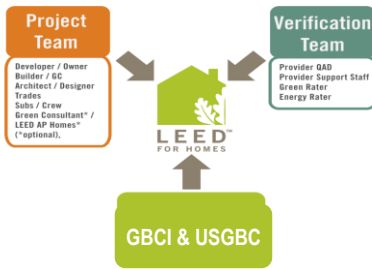 Project
Team
Developer / Owner
Builder / GC
Architect / Designer
Trades
Subs / Crew
Green Consultant* /
LEED AP Homes*
(*optional),
Verification
Team
Provider QAD
Provider Support Staff
Green Rater
Energy Rater
LEED™
FOR HOMES
GBCI & USGBC